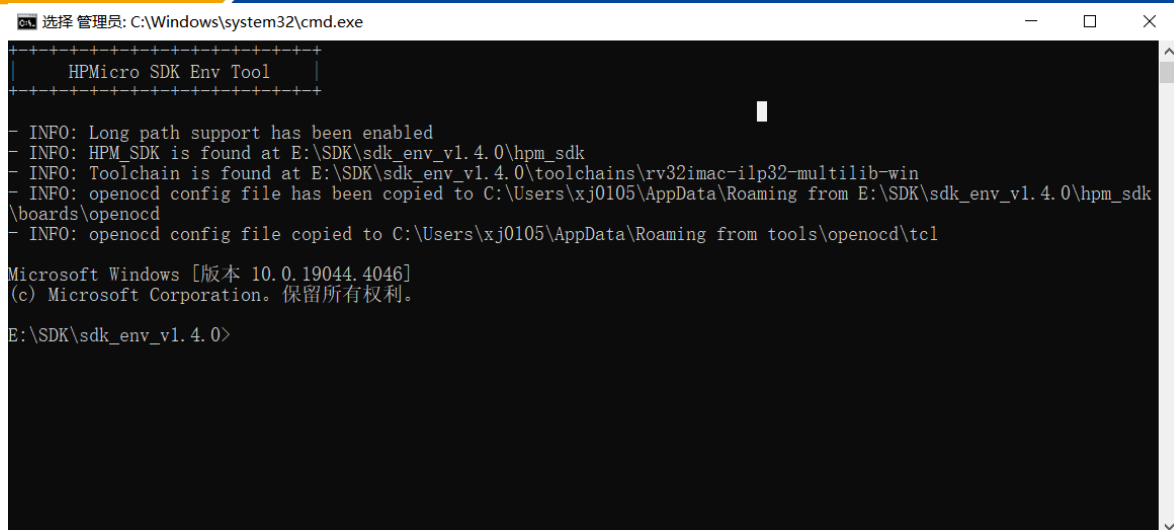 选择 管理员: C:\Windows\system32\cmd.exe
+-+-+-+-+-+-+-+-+-+-+-+-+-+-+-+
|     HPMicro SDK Env Tool    |
+-+-+-+-+-+-+-+-+-+-+-+-+-+-+-+
- INFO: Long path support has been enabled
- INFO: HPM_SDK is found at E:\SDK\sdk_env_v1.4.0\hpm_sdk
- INFO: Toolchain is found at E:\SDK\sdk_env_v1.4.0\toolchains\rv32imac-ilp32-multilib-win
- INFO: openocd config file has been copied to C:\Users\xj0105\AppData\Roaming from E:\SDK\sdk_env_v1.4.0\hpm_sdk
\boards\openocd
- INFO: openocd config file copied to C:\Users\xj0105\AppData\Roaming from tools\openocd\tcl
Microsoft Windows [版本 10.0.19044.4046]
(c) Microsoft Corporation。保留所有权利。
E:\SDK\sdk_env_v1.4.0>